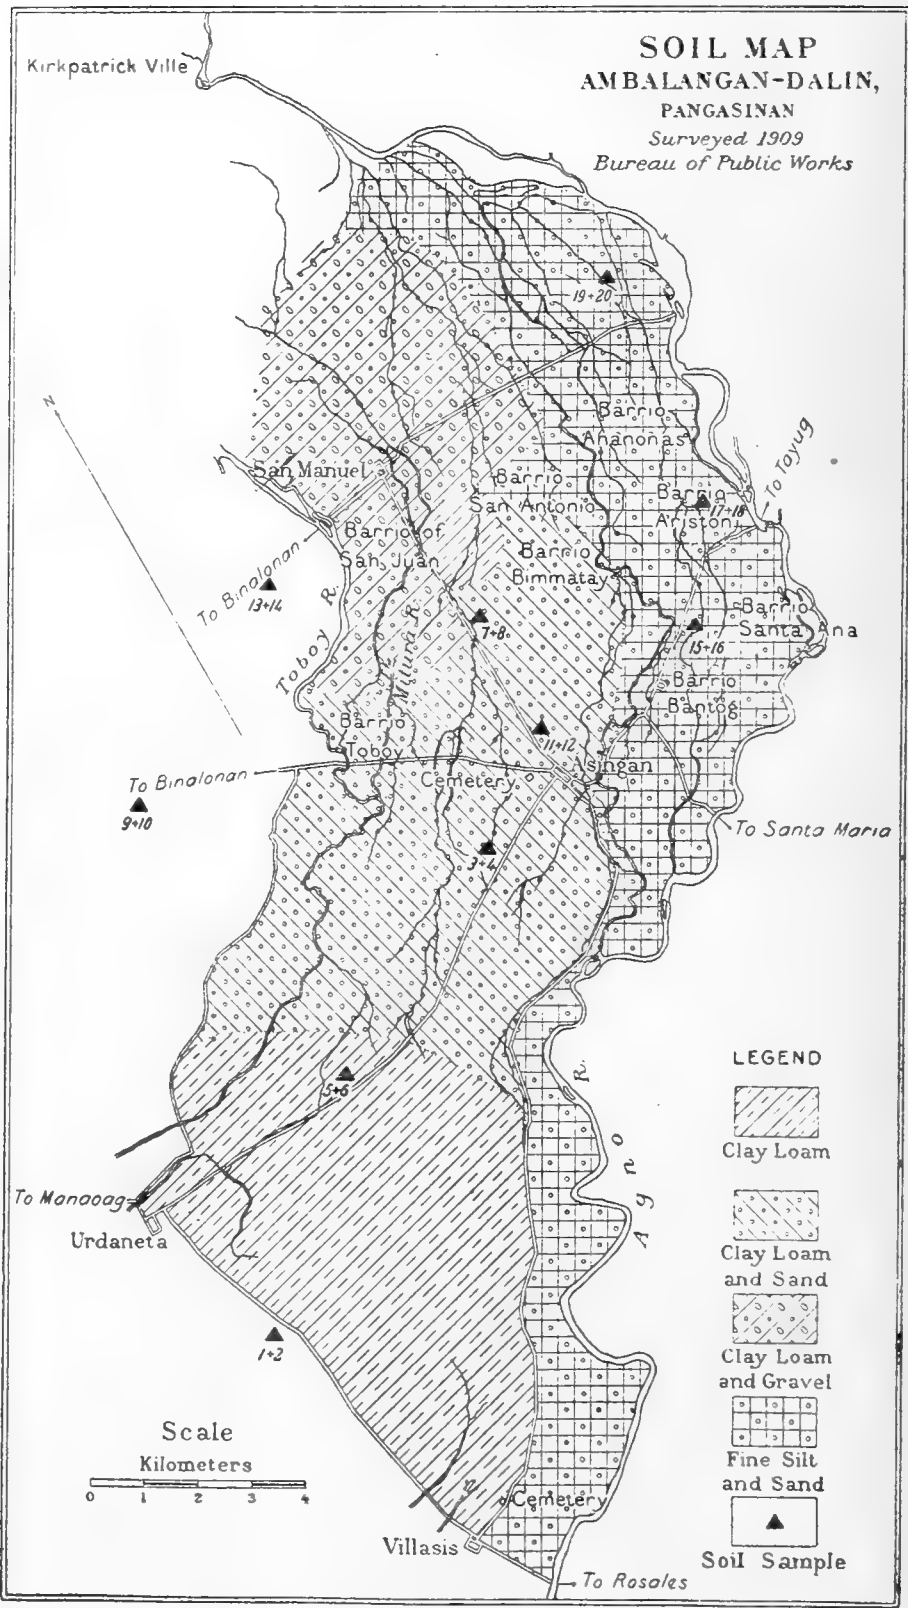 SOIL MAP
AMBALANGAN-DALIN,
PANGASINAN
Surveyed 1909
Bureau of Public Works
Kirkpatrick Ville
19+20
N
Barrio
Ananonas
To Tayug
San Manuel
Barrio
San Antonio
Barrio
Ariston
17+18
Barrio of
San Juan
Barrio
Bimmatay
To Binalonan
13+14
Toboy R.
Barrio
Santa Ana
7+8
15+16
Barrio
Bantog
Barrio
Toboy
11+12
Asingan
To Binalonan
Cemetery
9+10
To Santa Maria
3+4
5+6
Agno R.
To Manaoag
Urdaneta
1+2
Cemetery
Villasis
To Rosales
Scale
Kilometers
0 1 2 3 4
LEGEND
Clay Loam
Clay Loam
and Sand
Clay Loam
and Gravel
Fine Silt
and Sand
Soil Sample